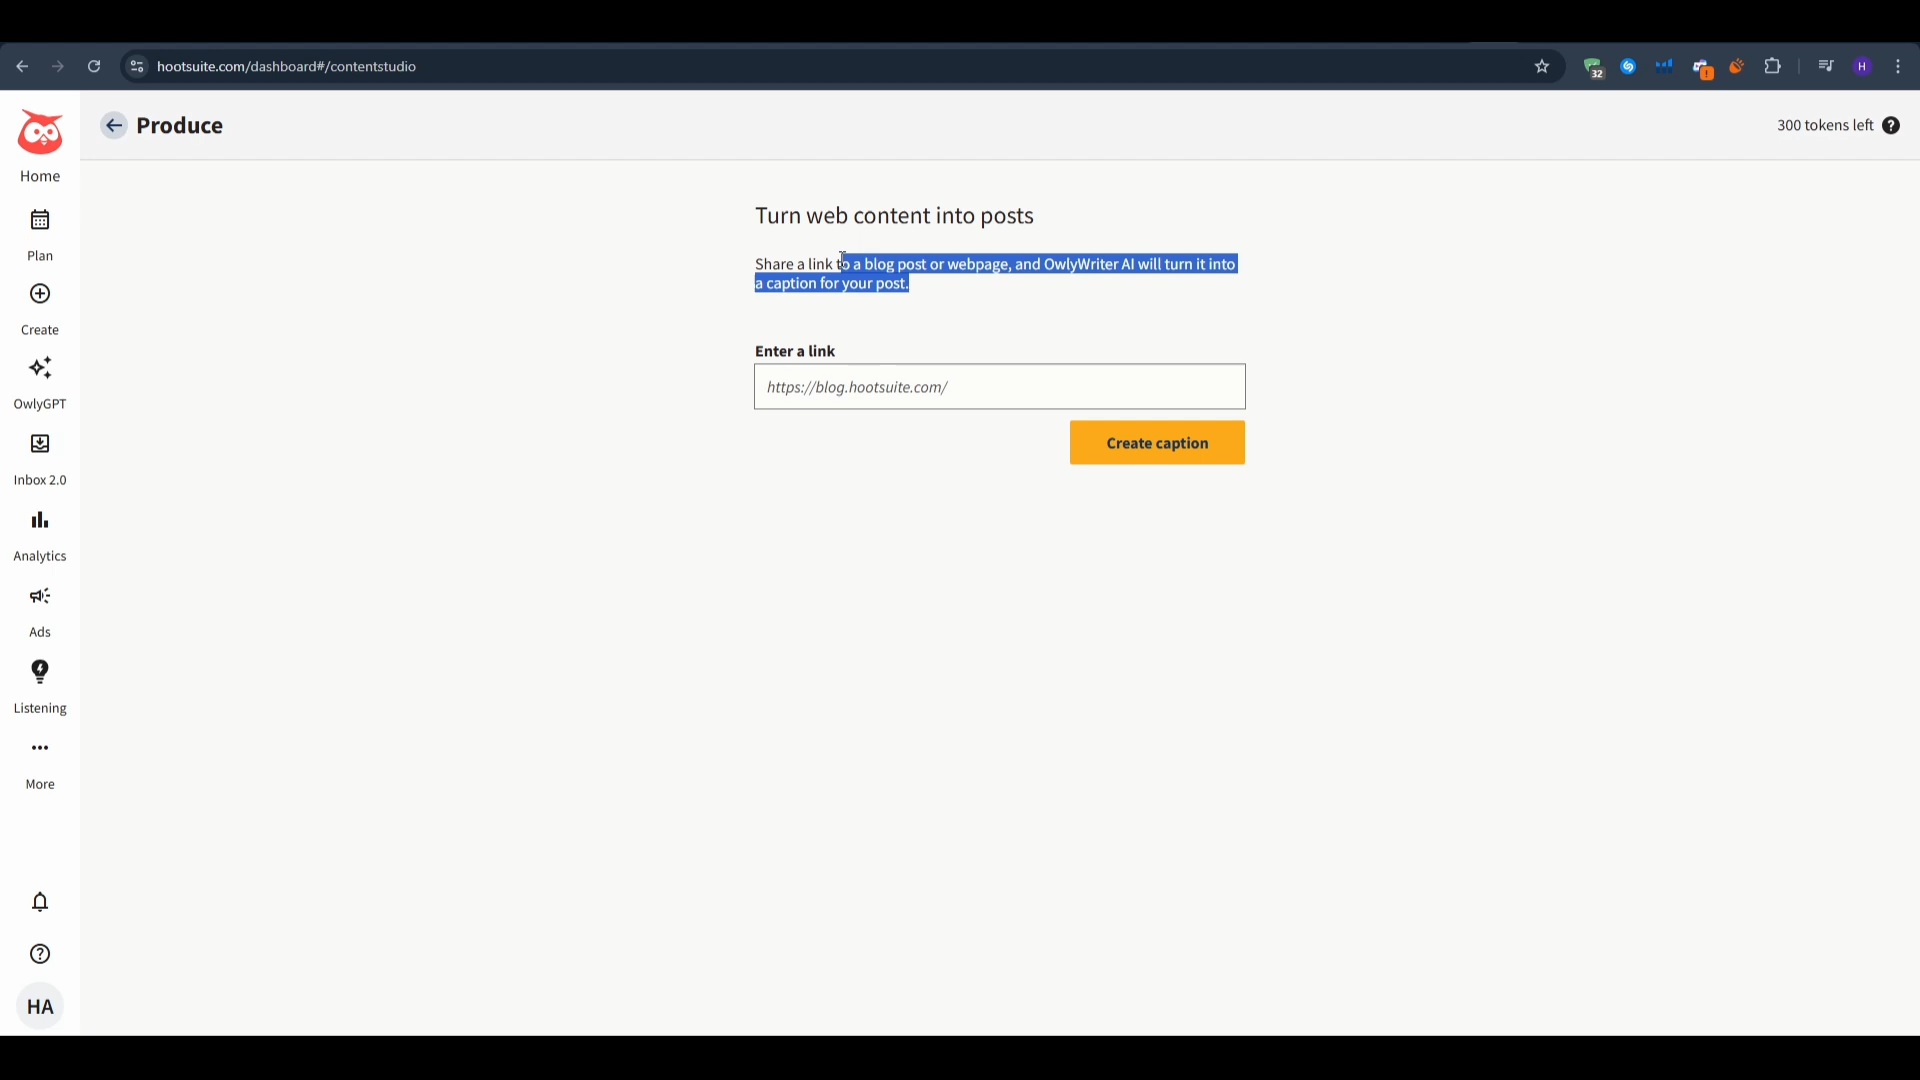 hootsuite.com/dashboard#/contentstudio
32
!
H
Produce
300 tokens left ?
Home
Plan
Create
OwlyGPT
Inbox 2.0
Analytics
Ads
Listening
More
?
HA
Turn web content into posts
Share a link to a blog post or webpage, and OwlyWriter AI will turn it into
a caption for your post.
Enter a link
https://blog.hootsuite.com/
Create caption